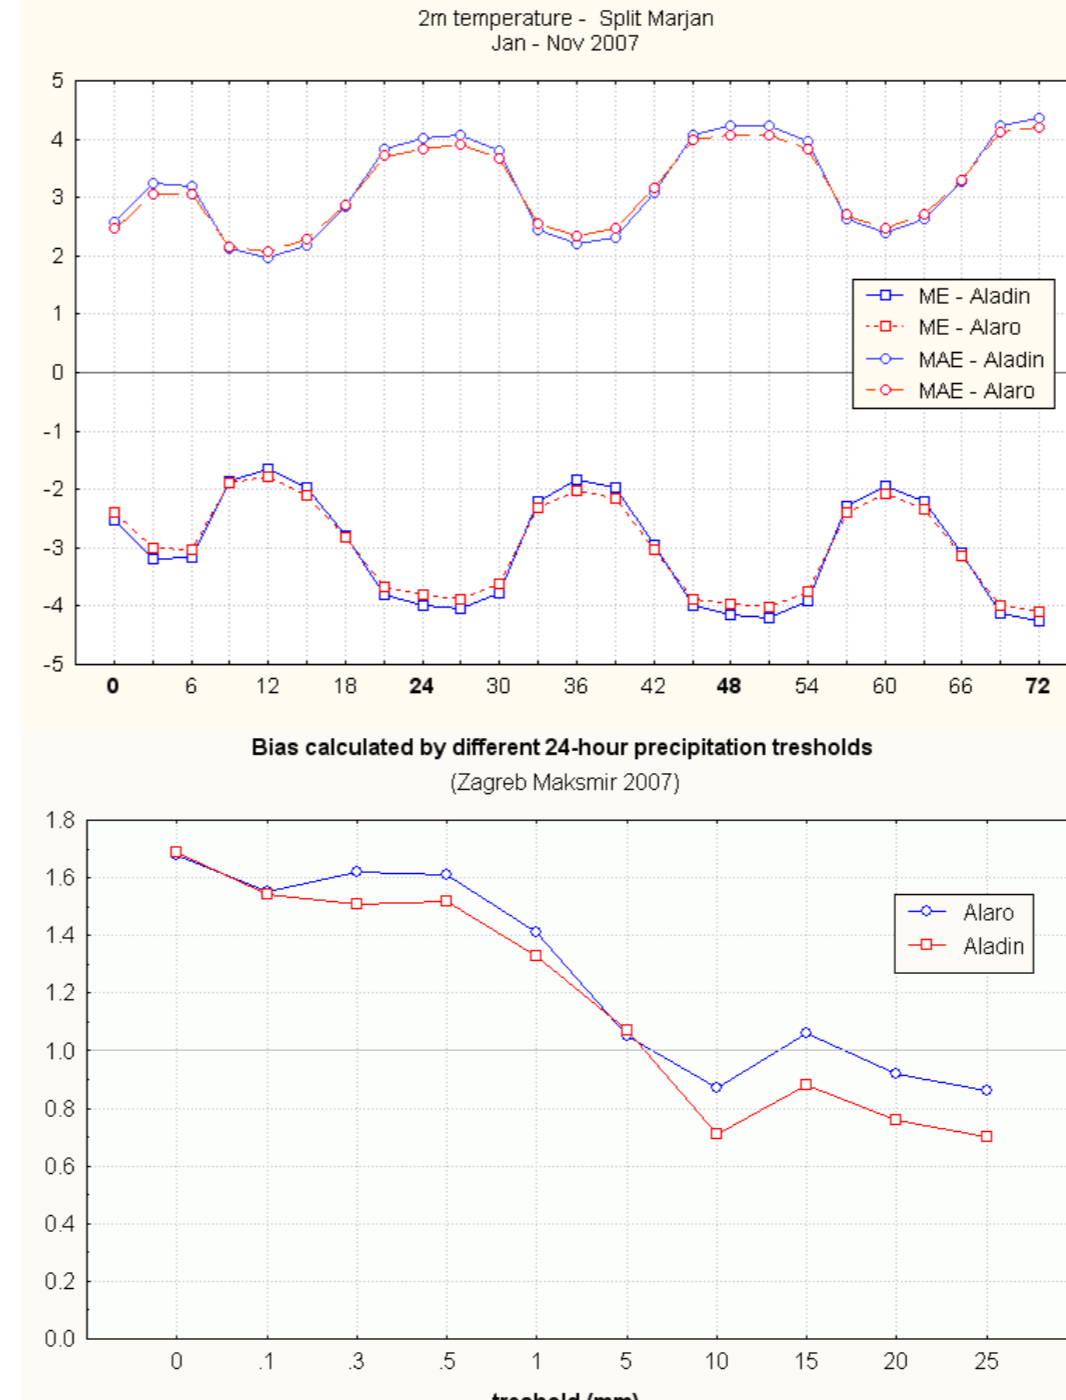 2m temperature - Split Marjan
Jan - Nov 2007
5
4
3
2
1
0
-1
-2
-3
-4
-5
ME - Aladin
ME - Alaro
MAE - Aladin
MAE - Alaro
0 6 12 18 24 30 36 42 48 54 60 66 72
Bias calculated by different 24-hour precipitation tresholds
(Zagreb Maksmir 2007)
1.8
1.6
1.4
1.2
1.0
0.8
0.6
0.4
0.2
0.0
Alaro
Aladin
0 .1 .3 .5 1 5 10 15 20 25
treshold (mm)